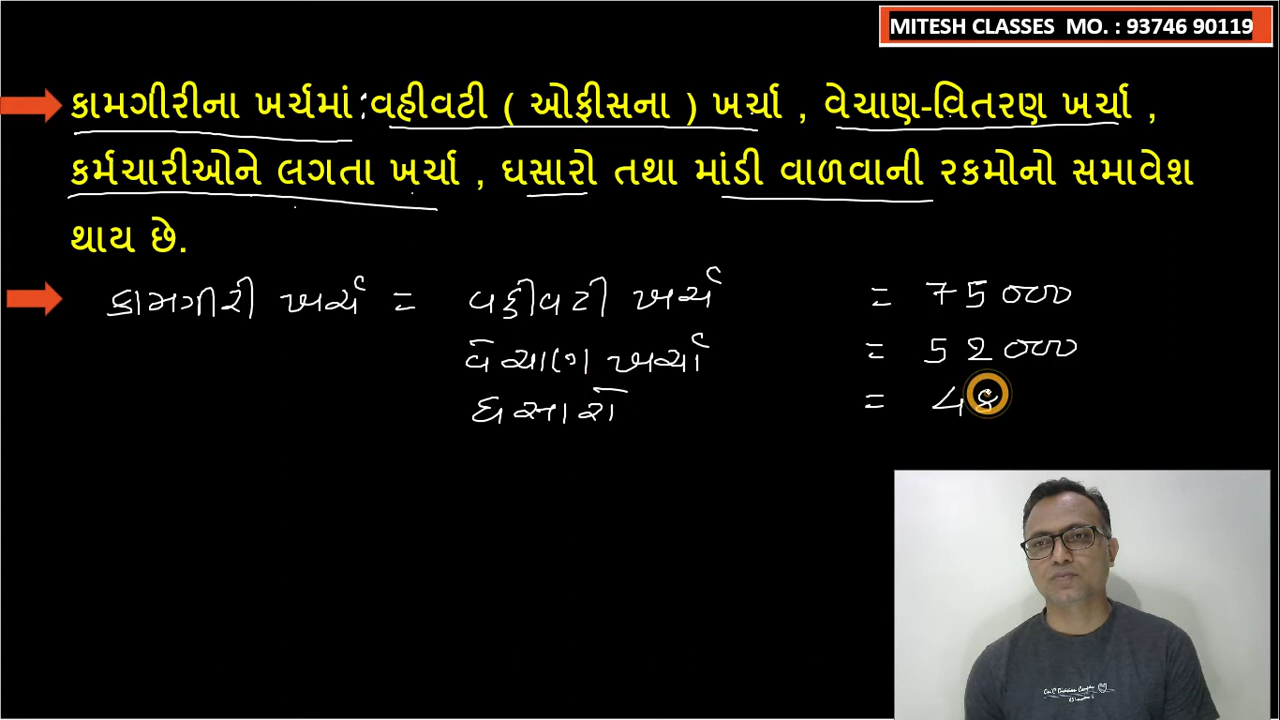 MITESH CLASSES MO. : 93746 90119
કામગીરીના ખર્ચમાં વહીવટી ( ઓફીસના ) ખર્ચા , વેચાણ-વિતરણ ખર્ચા ,
કર્મચારીઓને લગતા ખર્ચા , ઘસારો તથા માંડી વાળવાની રકમોનો સમાવેશ
થાય છે.
કામગીરી ખર્ચ = વહીવટી ખર્ચ = 75000
વેચાણ ખર્ચા = 52000
ઘસારો = 48